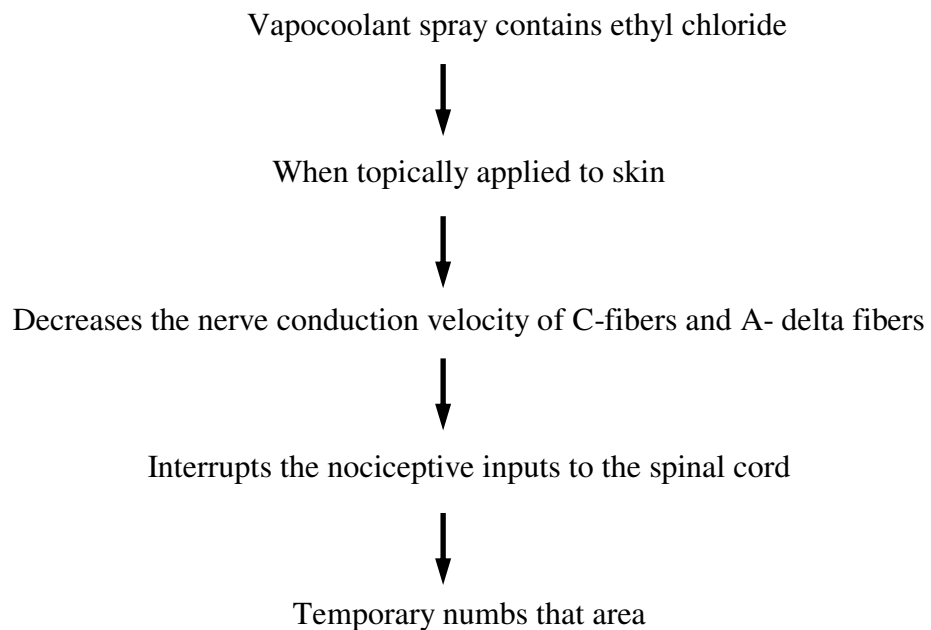 Vapocoolant spray contains ethyl chloride
When topically applied to skin
Decreases the nerve conduction velocity of C-fibers and A- delta fibers
Interrupts the nociceptive inputs to the spinal cord
Temporary numbs that area